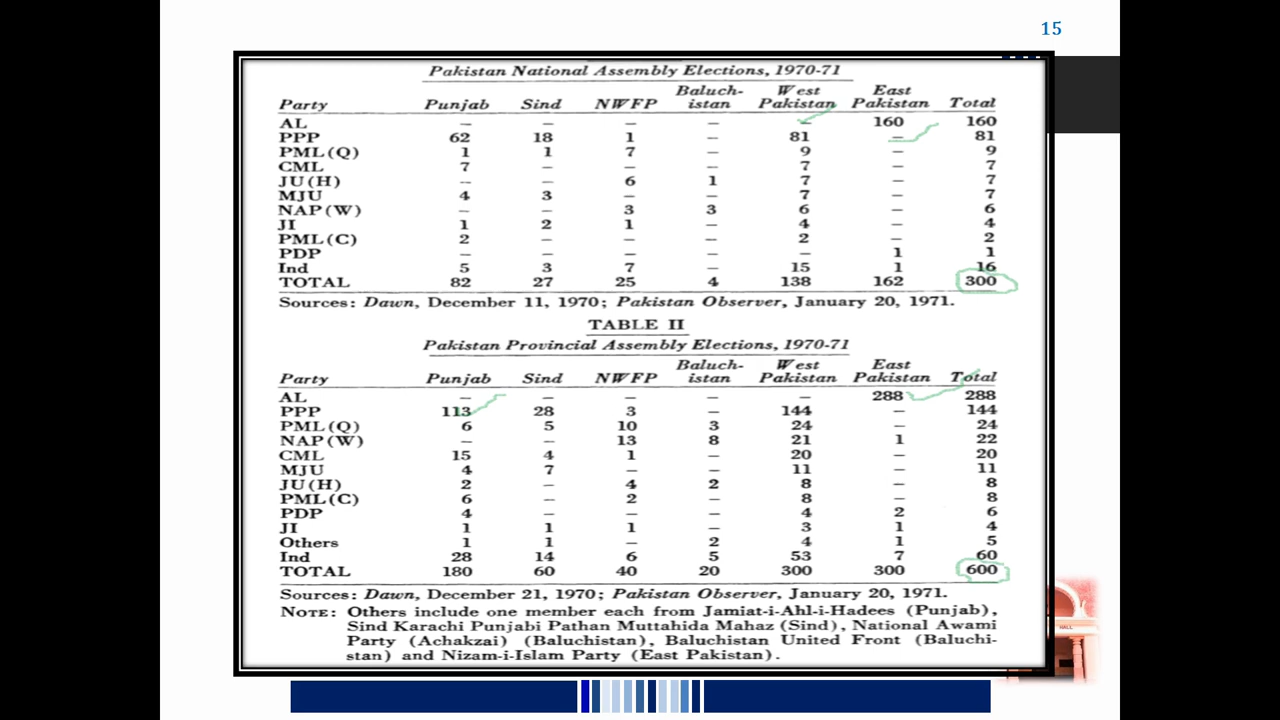 15
Pakistan National Assembly Elections, 1970-71
Party Punjab Sind NWFP Baluch-istan West Pakistan East Pakistan Total
AL – – – – – 160 160
PPP 62 18 1 – 81 – 81
PML(Q) 1 1 7 – 9 – 9
CML 7 – – – 7 – 7
JU(H) -- – 6 1 7 – 7
MJU 4 3 – – 7 – 7
NAP(W) – – 3 3 6 – 6
JI 1 2 1 – 4 – 4
PML(C) 2 – – – 2 – 2
PDP – – – – – 1 1
Ind 5 3 7 – 15 1 16
TOTAL 82 27 25 4 138 162 300
Sources: Dawn, December 11, 1970; Pakistan Observer, January 20, 1971.
TABLE II
Pakistan Provincial Assembly Elections, 1970-71
Party Punjab Sind NWFP Baluch-istan West Pakistan East Pakistan Total
AL – – – – – 288 288
PPP 113 28 3 – 144 – 144
PML(Q) 6 5 10 3 24 – 24
NAP(W) – – 13 8 21 1 22
CML 15 4 1 – 20 – 20
MJU 4 7 – – 11 – 11
JU(H) 2 – 4 2 8 – 8
PML(C) 6 – 2 – 8 – 8
PDP 4 – – – 4 2 6
JI 1 1 1 – 3 1 4
Others 1 1 – 2 4 1 5
Ind 28 14 6 5 53 7 60
TOTAL 180 60 40 20 300 300 600
Sources: Dawn, December 21, 1970; Pakistan Observer, January 20, 1971.
NOTE: Others include one member each from Jamiat-i-Ahl-i-Hadees (Punjab),
Sind Karachi Punjabi Pathan Muttahida Mahaz (Sind), National Awami
Party (Achakzai) (Baluchistan), Baluchistan United Front (Baluchi-
stan) and Nizam-i-Islam Party (East Pakistan).
HALL